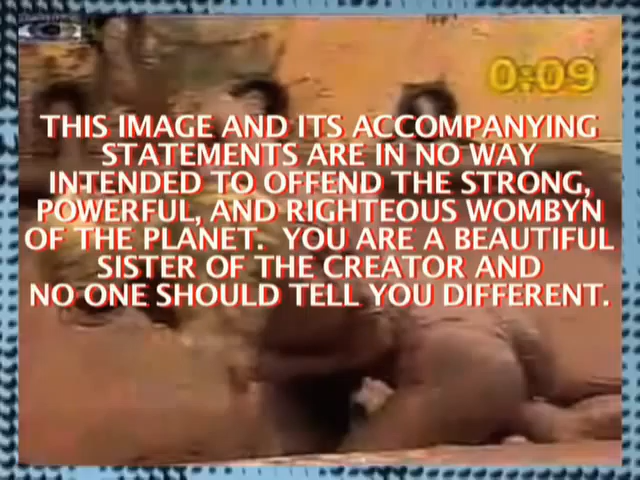 0:09
THIS IMAGE AND ITS ACCOMPANYING
STATEMENTS ARE IN NO WAY
INTENDED TO OFFEND THE STRONG,
POWERFUL, AND RIGHTEOUS WOMBYN
OF THE PLANET. YOU ARE A BEAUTIFUL
SISTER OF THE CREATOR AND
NO ONE SHOULD TELL YOU DIFFERENT.